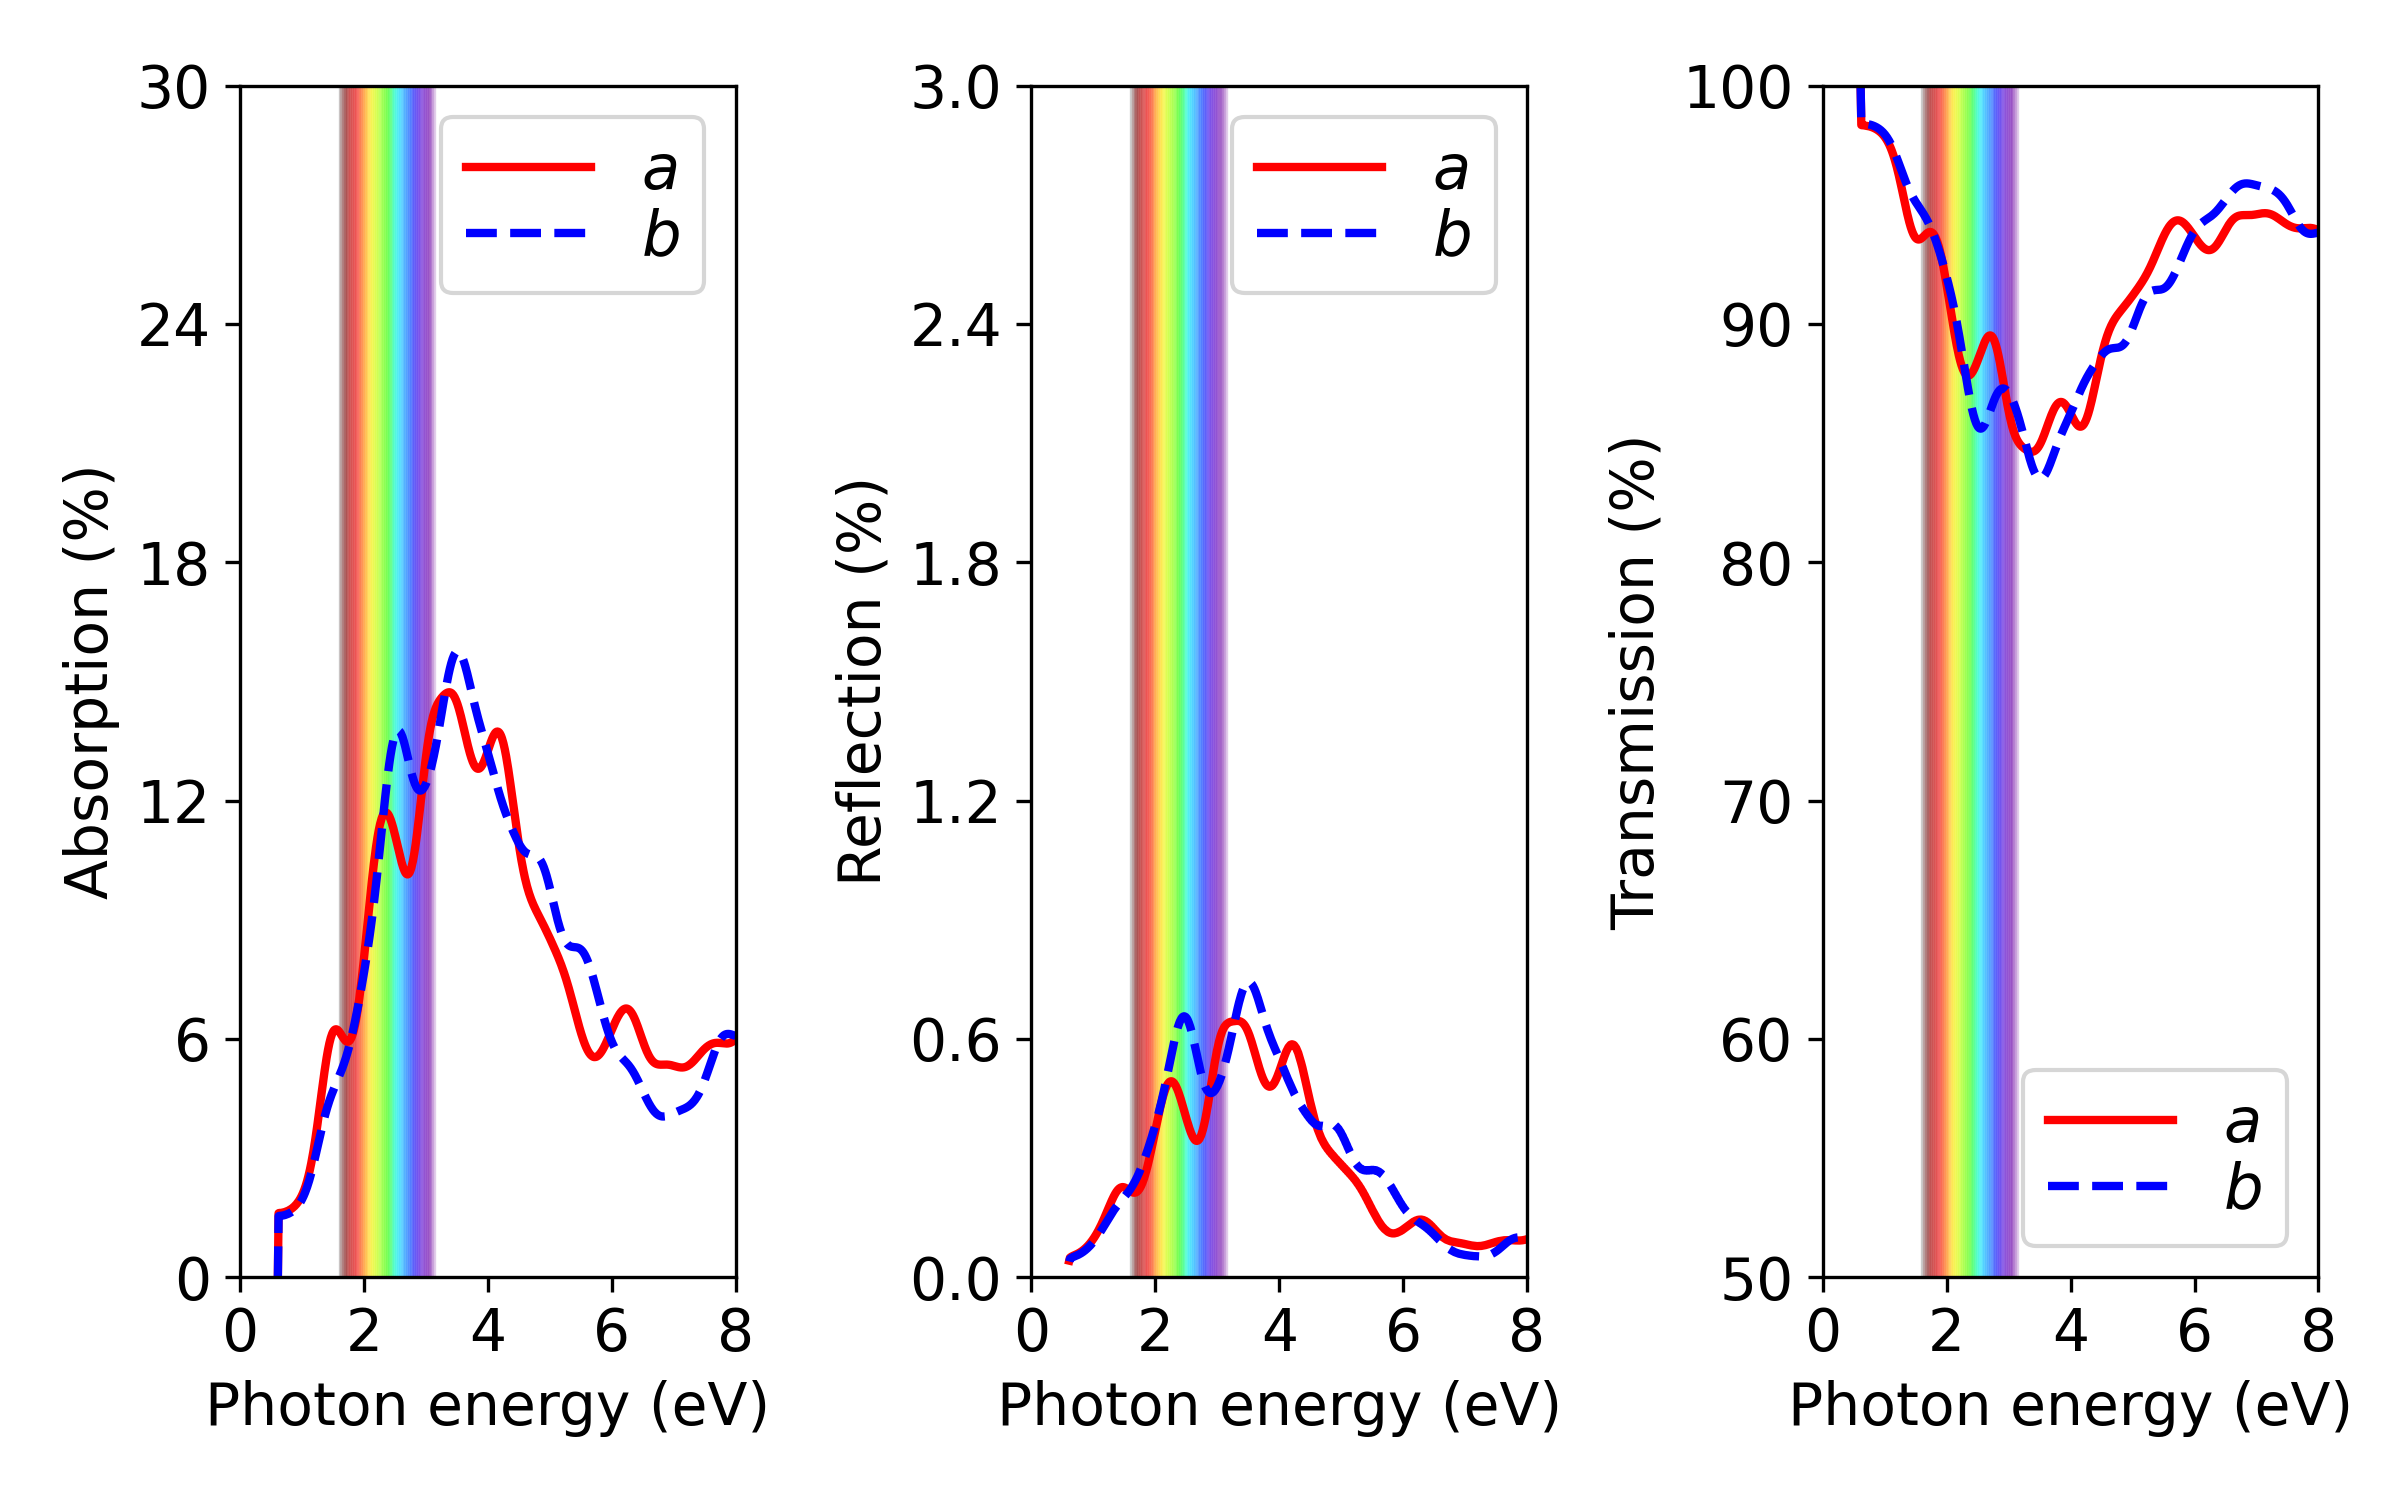 Absorption (%)
30
24
18
12
6
0
0 2 4 6 8
Photon energy (eV)
a
b
Reflection (%)
3.0
2.4
1.8
1.2
0.6
0.0
0 2 4 6 8
Photon energy (eV)
a
b
Transmission (%)
100
90
80
70
60
50
0 2 4 6 8
Photon energy (eV)
a
b